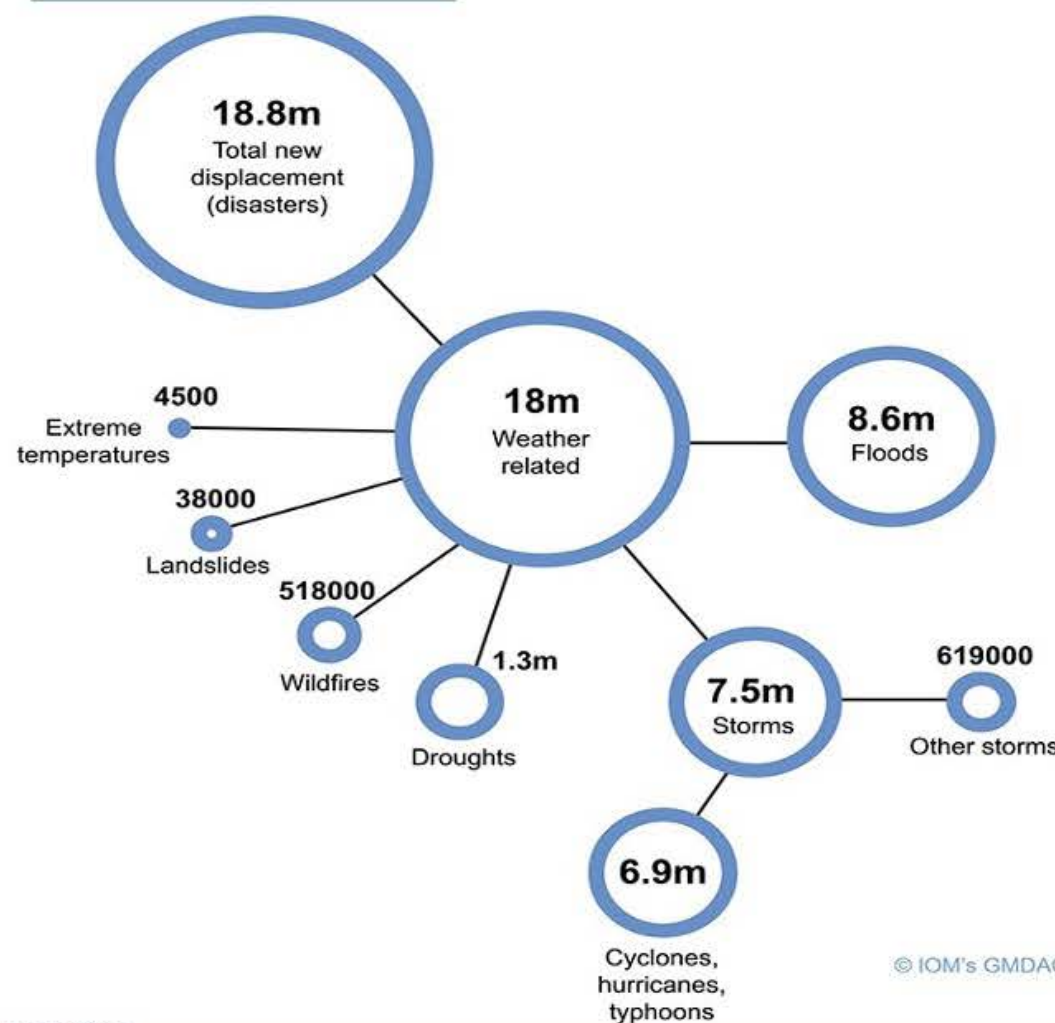 18.8m
Total new
displacement
(disasters)
18m
Weather
related
8.6m
Floods
4500
Extreme
temperatures
38000
Landslides
518000
Wildfires
1.3m
Droughts
7.5m
Storms
619000
Other storms
6.9m
Cyclones,
hurricanes,
typhoons
© IOM's